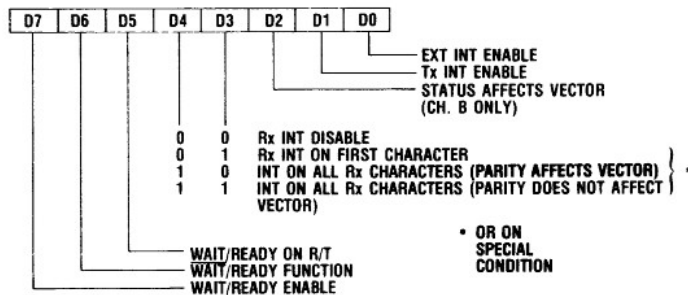 D7 D6 D5 D4 D3 D2 D1 D0
EXT INT ENABLE
Tx INT ENABLE
STATUS AFFECTS VECTOR
(CH. B ONLY)
0 0 Rx INT DISABLE
0 1 Rx INT ON FIRST CHARACTER
1 0 INT ON ALL Rx CHARACTERS (PARITY AFFECTS VECTOR)
1 1 INT ON ALL Rx CHARACTERS (PARITY DOES NOT AFFECT
VECTOR)
• OR ON
SPECIAL
CONDITION
WAIT/READY ON R/T
WAIT/READY FUNCTION
WAIT/READY ENABLE